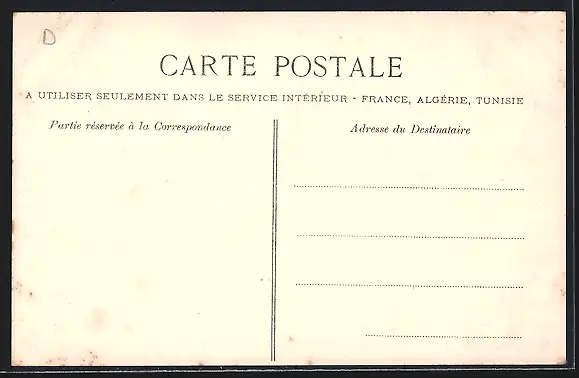 D
CARTE POSTALE
A UTILISER SEULEMENT DANS LE SERVICE INTÉRIEUR - FRANCE, ALGÉRIE, TUNISIE
Partie réservée à la Correspondance
Adresse du Destinataire